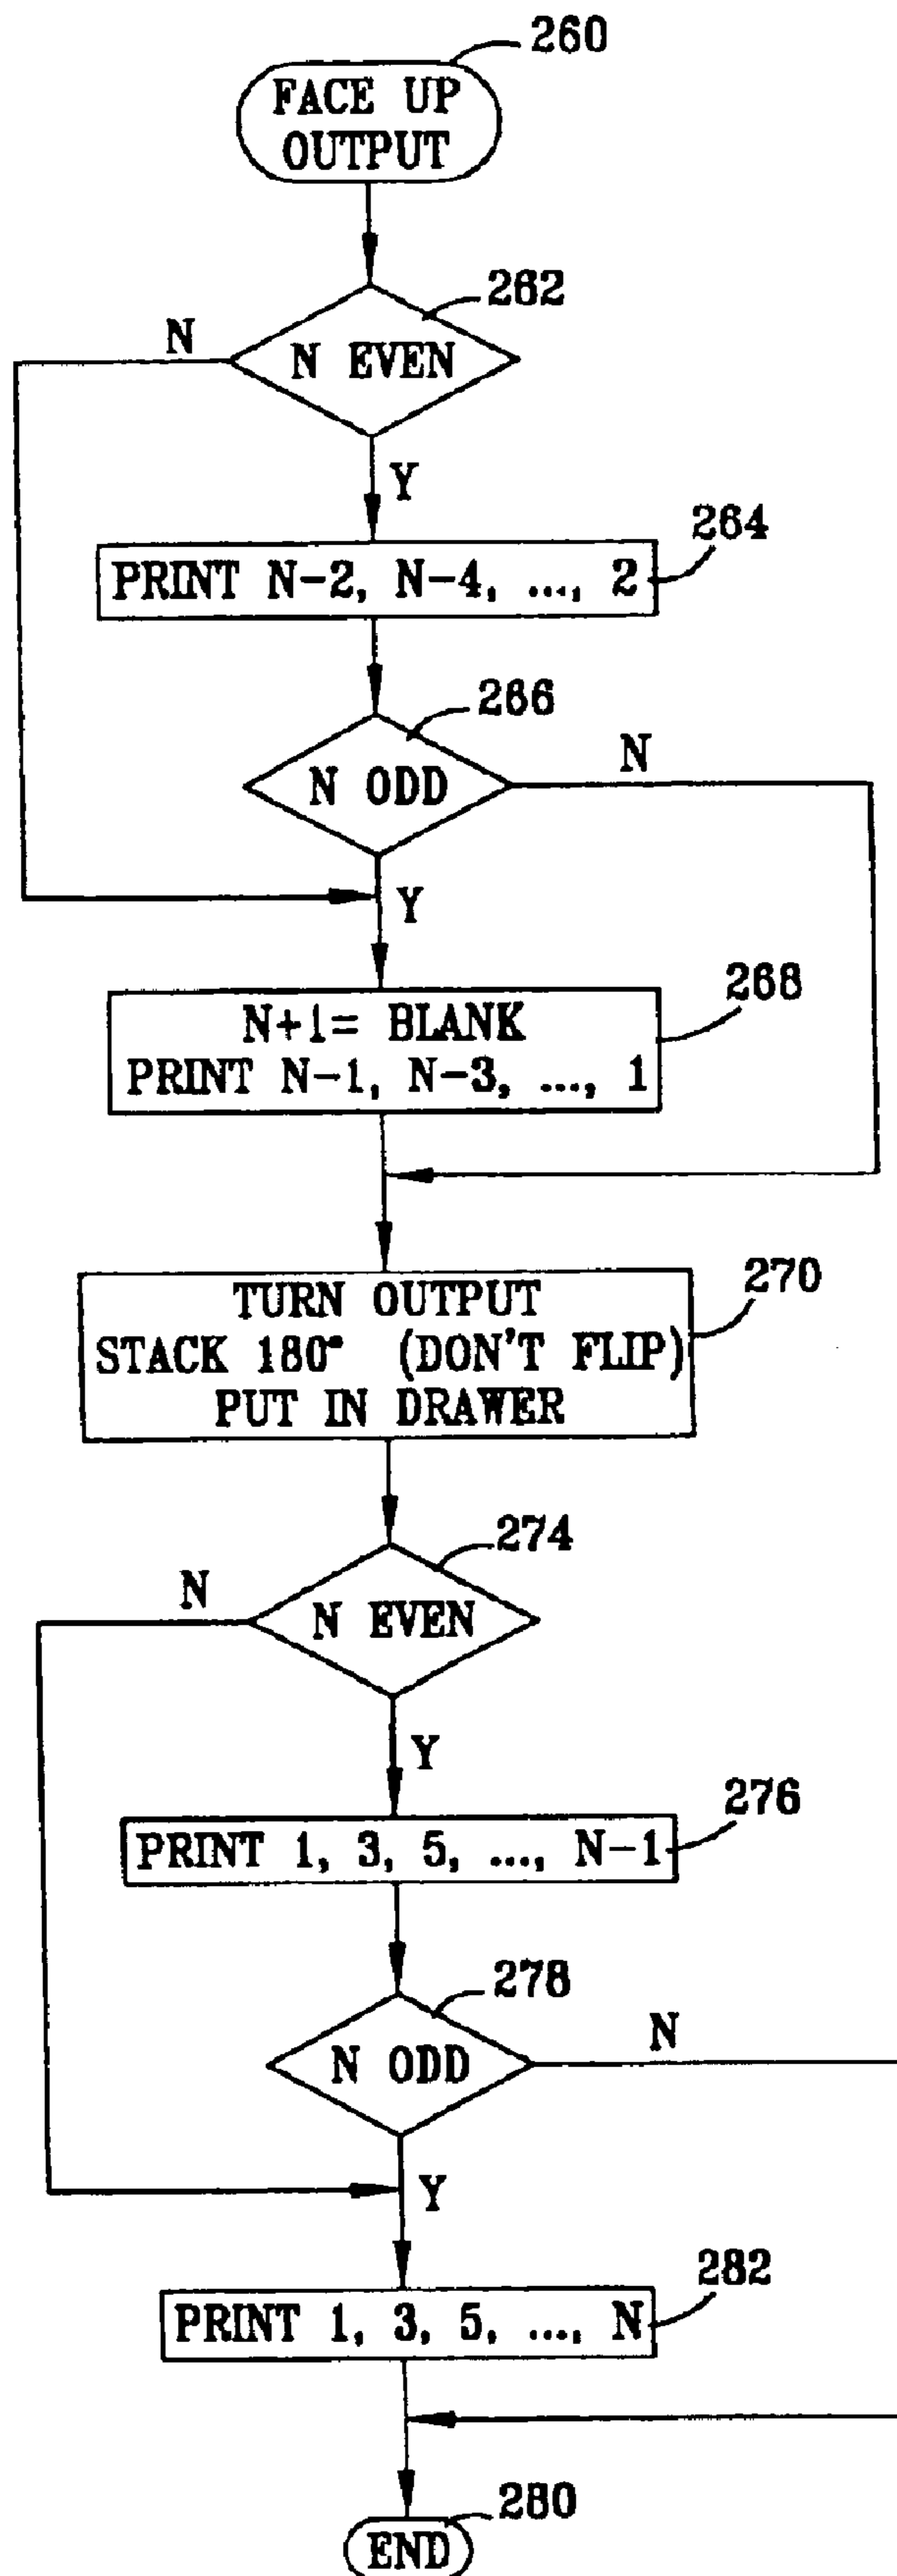 260
FACE UP
OUTPUT
262
N
N EVEN
Y
264
PRINT N-2, N-4, ..., 2
266
N ODD
N
Y
268
N+1= BLANK
PRINT N-1, N-3, ..., 1
270
TURN OUTPUT
STACK 180° (DON'T FLIP)
PUT IN DRAWER
274
N
N EVEN
Y
276
PRINT 1, 3, 5, ..., N-1
278
N ODD
N
Y
282
PRINT 1, 3, 5, ..., N
280
END